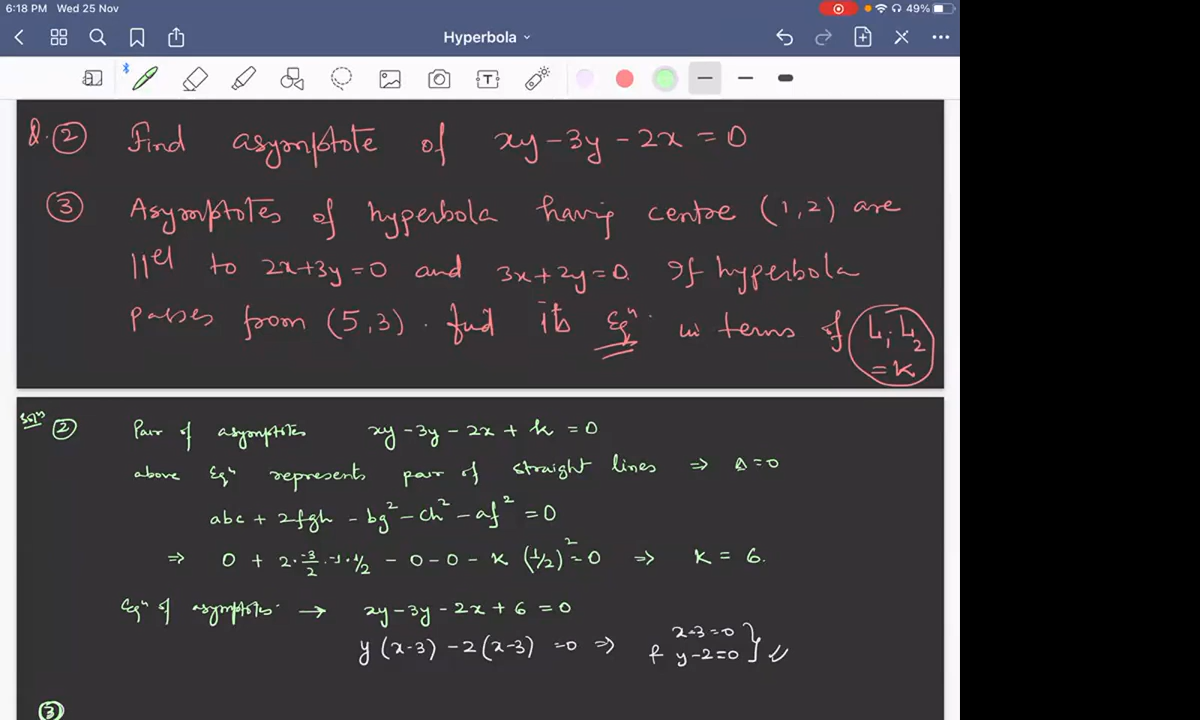 6:18 PM Wed 25 Nov 49%
Hyperbola
Q. ② Find asymptote of xy - 3y - 2x = 0
③ Asymptotes of hyperbola having centre (1,2) are
||el to 2x+3y=0 and 3x+2y=0. If hyperbola
passes from (5,3). find its Eqn. in terms of L₁L₂
= k
Soln ② Pair of asymptotes xy - 3y - 2x + k = 0
above Eqn represents pair of straight lines ⇒ Δ=0
abc + 2fgh - bg² - ch² - af² = 0
⇒ 0 + 2·-3/2·-1·1/2 - 0 - 0 - k (1/2)² = 0 ⇒ k = 6.
Eqn of asymptotes. → xy - 3y - 2x + 6 = 0
y(x-3) - 2(x-3) = 0 ⇒ x-3=0
& y-2=0
③